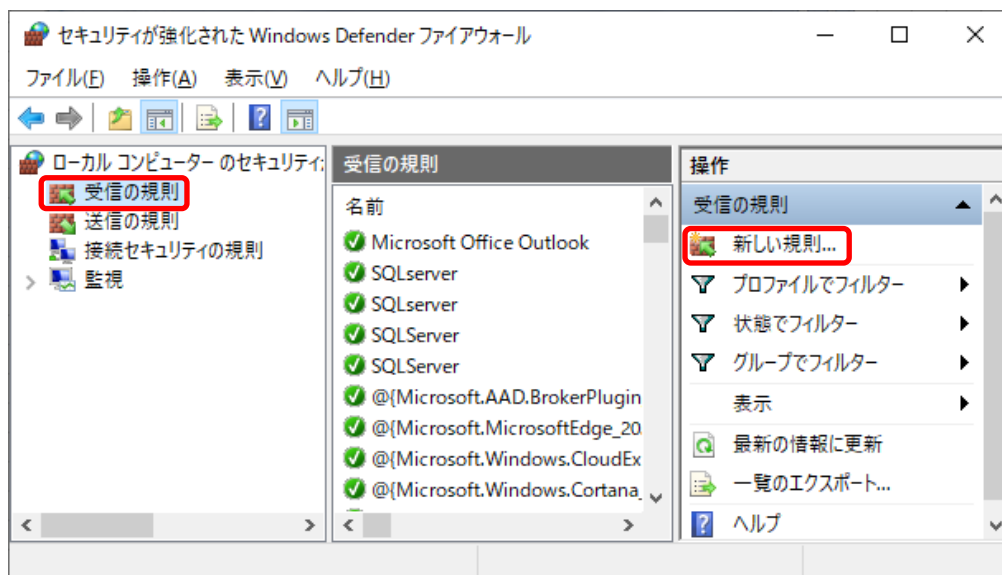 セキュリティが強化された Windows Defender ファイアウォール
ファイル(F) 操作(A) 表示(V) ヘルプ(H)
ローカル コンピューター のセキュリティ
受信の規則
送信の規則
接続セキュリティの規則
監視
受信の規則
名前
Microsoft Office Outlook
SQLserver
SQLserver
SQLServer
SQLServer
@{Microsoft.AAD.BrokerPlugin
@{Microsoft.MicrosoftEdge_20
@{Microsoft.Windows.CloudEx
@{Microsoft.Windows.Cortana_
操作
受信の規則
新しい規則...
プロファイルでフィルター
状態でフィルター
グループでフィルター
表示
最新の情報に更新
一覧のエクスポート...
ヘルプ